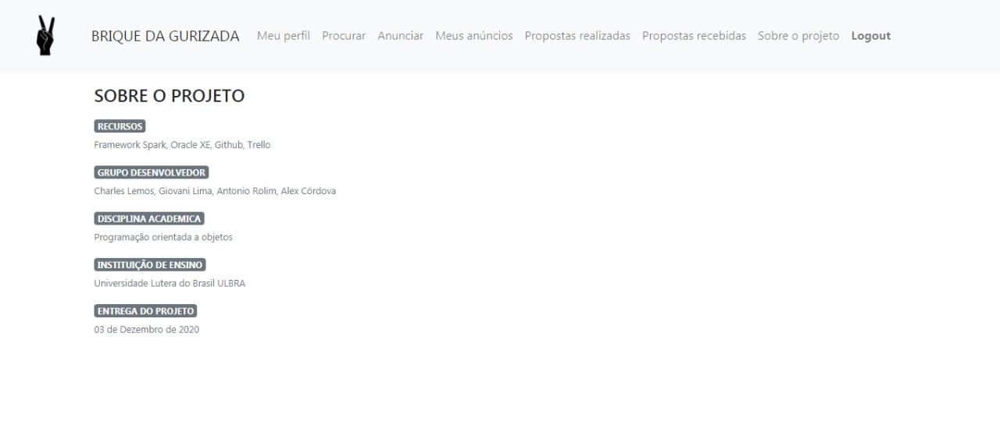 BRIQUE DA GURIZADA Meu perfil Procurar Anunciar Meus anúncios Propostas realizadas Propostas recebidas Sobre o projeto Logout
SOBRE O PROJETO
RECURSOS
Framework Spark, Oracle XE, Github, Trello
GRUPO DESENVOLVEDOR
Charles Lemos, Giovani Lima, Antonio Rolim, Alex Córdova
DISCIPLINA ACADEMICA
Programação orientada a objetos
INSTITUIÇÃO DE ENSINO
Universidade Lutera do Brasil ULBRA
ENTREGA DO PROJETO
03 de Dezembro de 2020